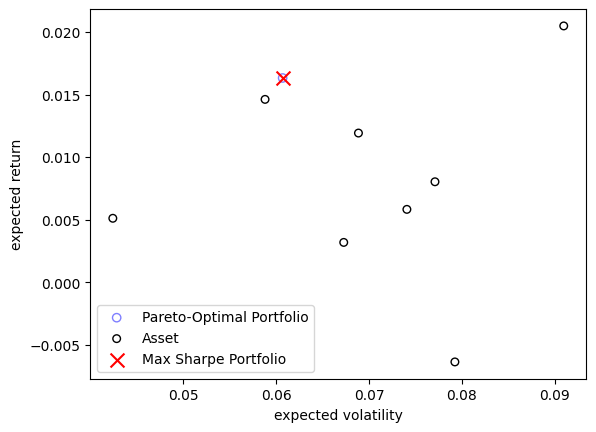 0.020
0.015
0.010
0.005
0.000
−0.005
expected return
Pareto-Optimal Portfolio
Asset
Max Sharpe Portfolio
0.05 0.06 0.07 0.08 0.09
expected volatility